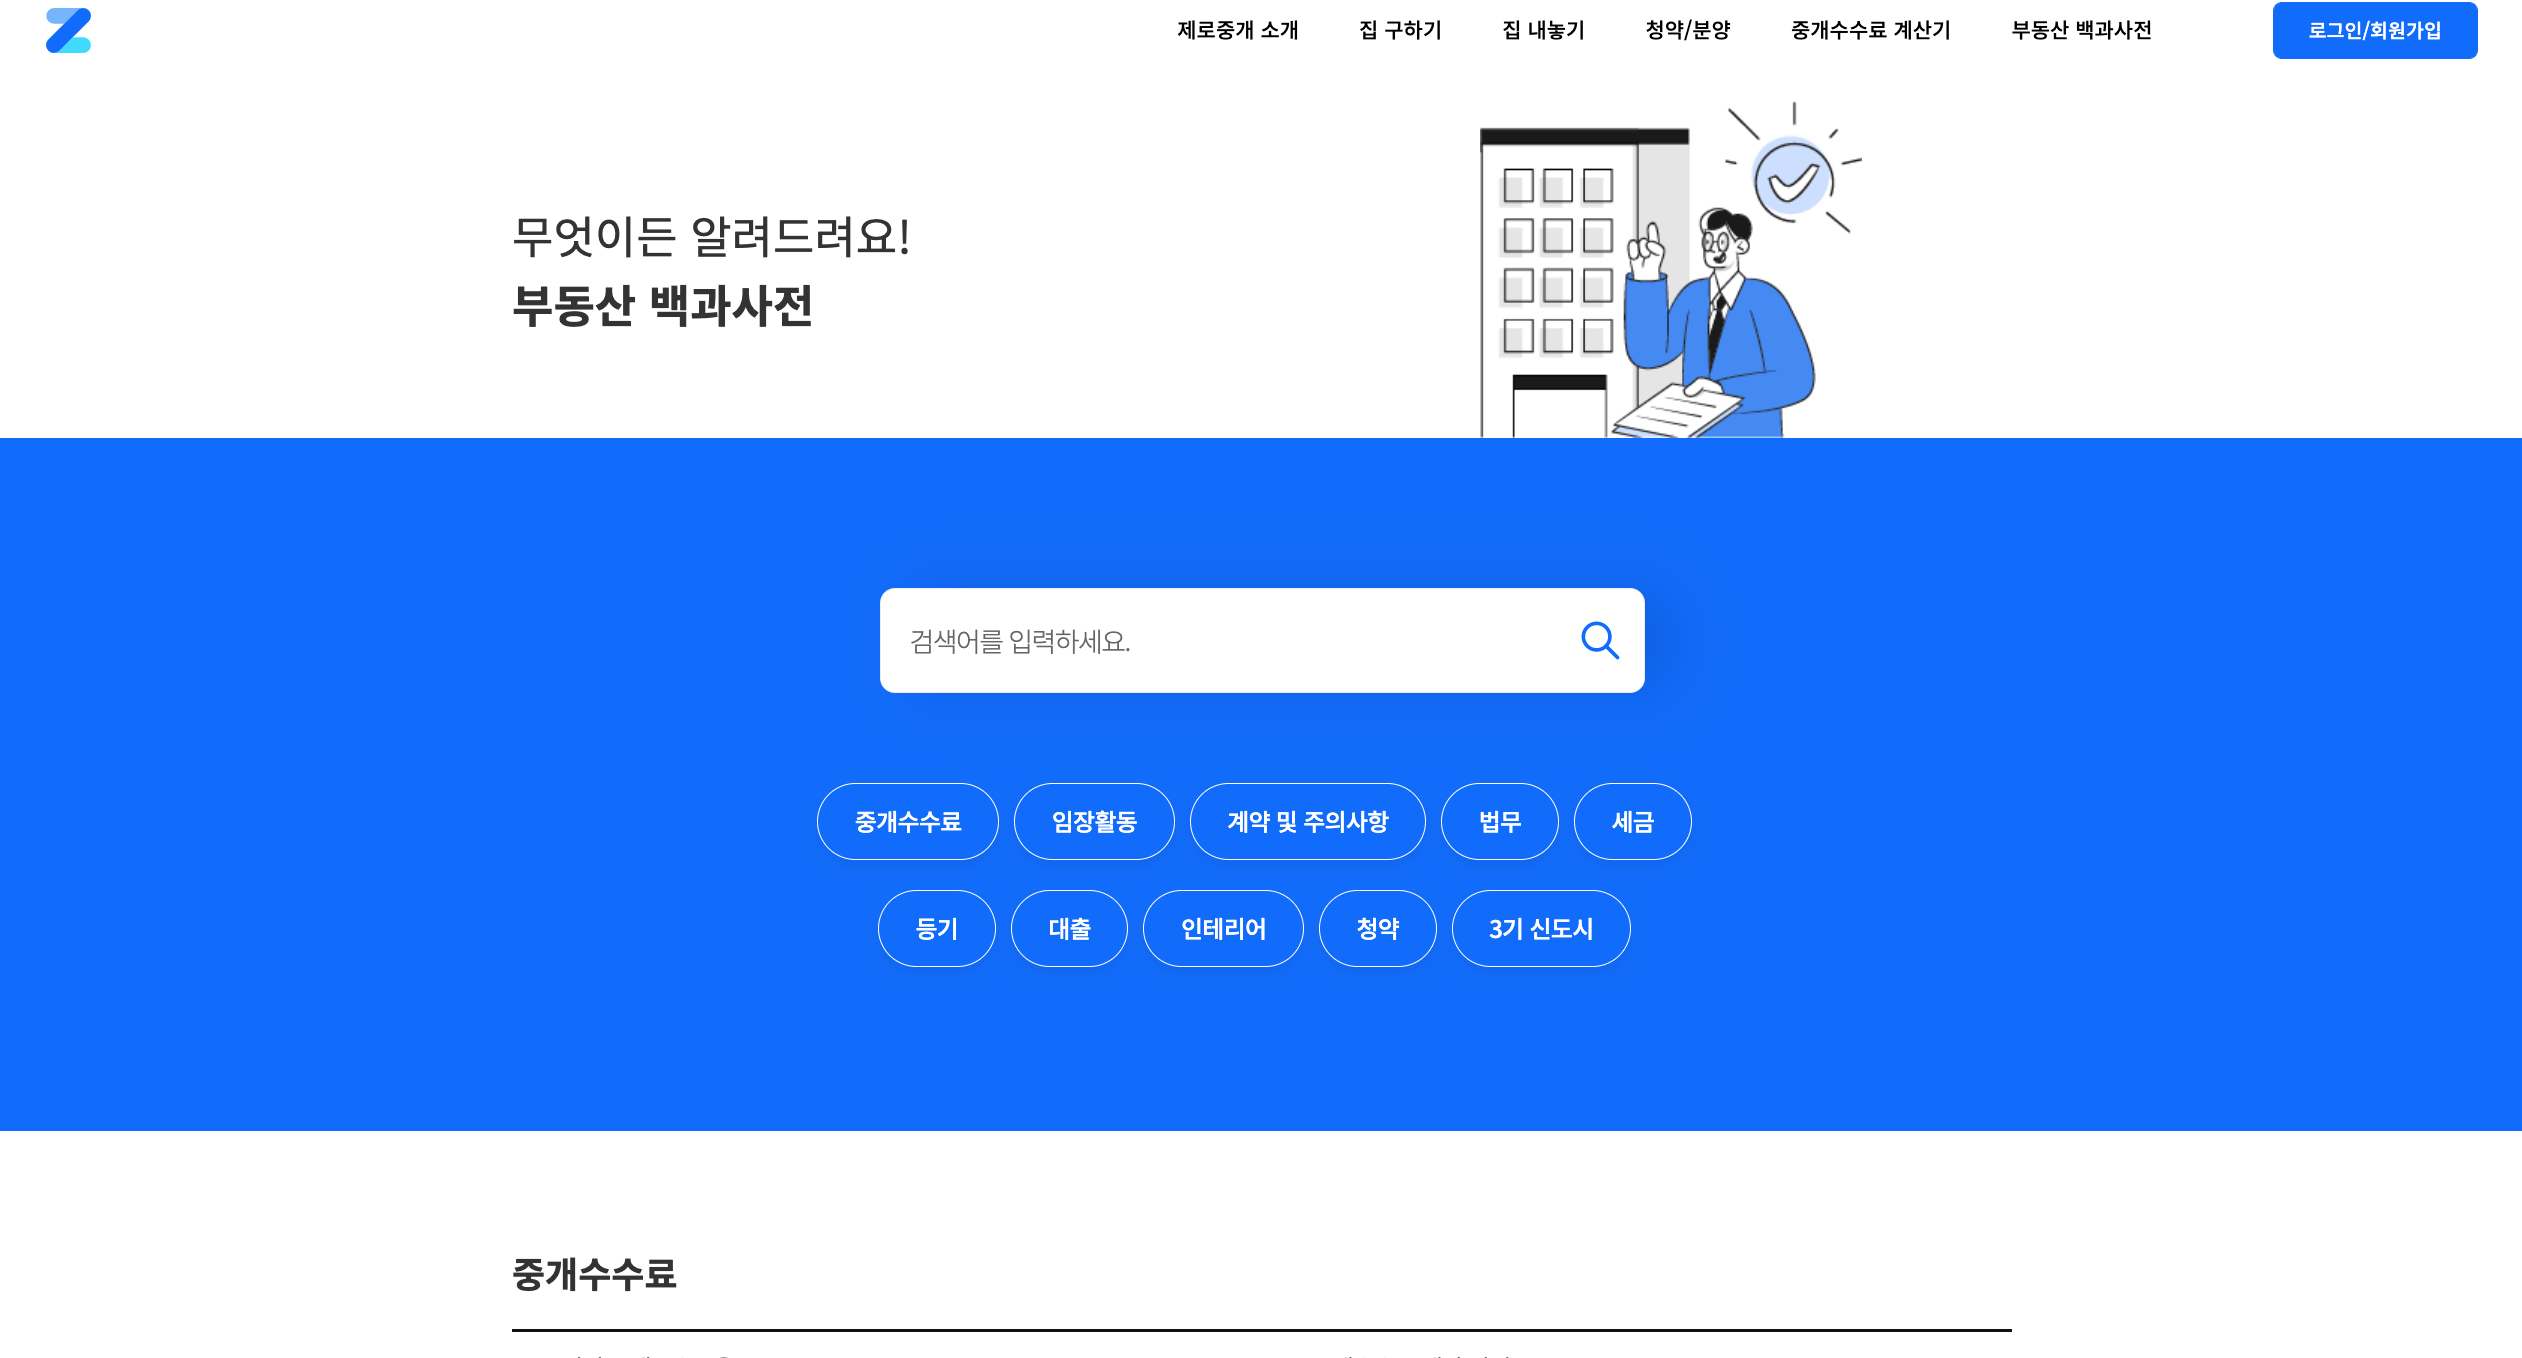 제로중개 소개 집 구하기 집 내놓기 청약/분양 중개수수료 계산기 부동산 백과사전 로그인/회원가입
무엇이든 알려드려요!
부동산 백과사전
검색어를 입력하세요.
중개수수료 임장활동 계약 및 주의사항 법무 세금
등기 대출 인테리어 청약 3기 신도시
중개수수료